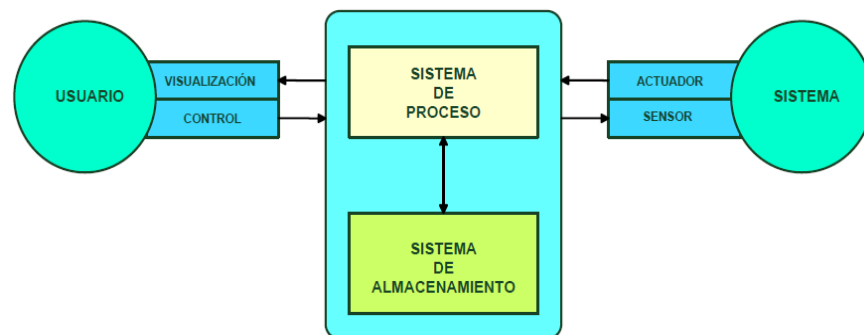 USUARIO
VISUALIZACIÓN
CONTROL
SISTEMA
DE
PROCESO
SISTEMA
DE
ALMACENAMIENTO
ACTUADOR
SENSOR
SISTEMA